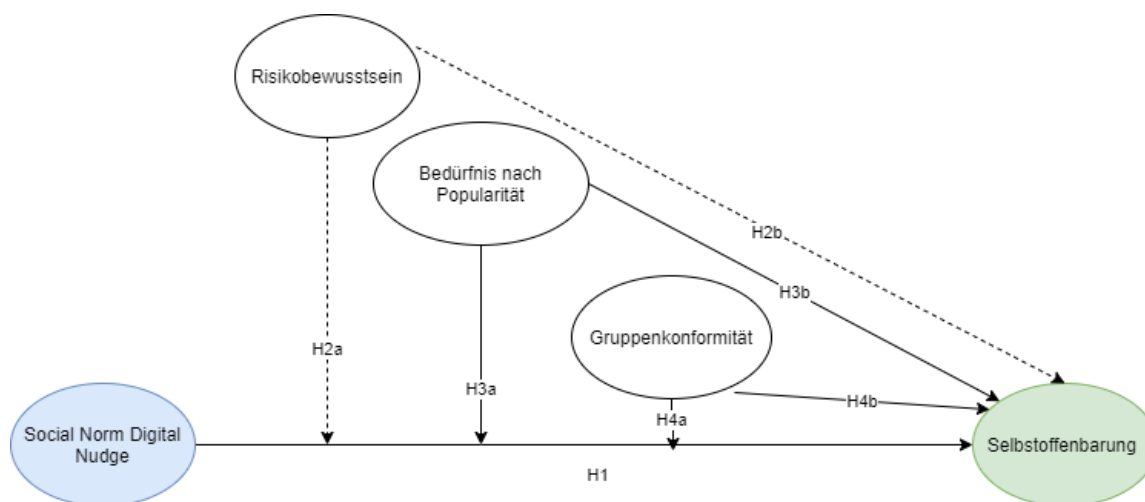 Risikobewusstsein
Bedürfnis nach
Popularität
H2b
H3b
Gruppenkonformität
H2a
H3a
H4b
H4a
Social Norm Digital
Nudge
Selbstoffenbarung
H1